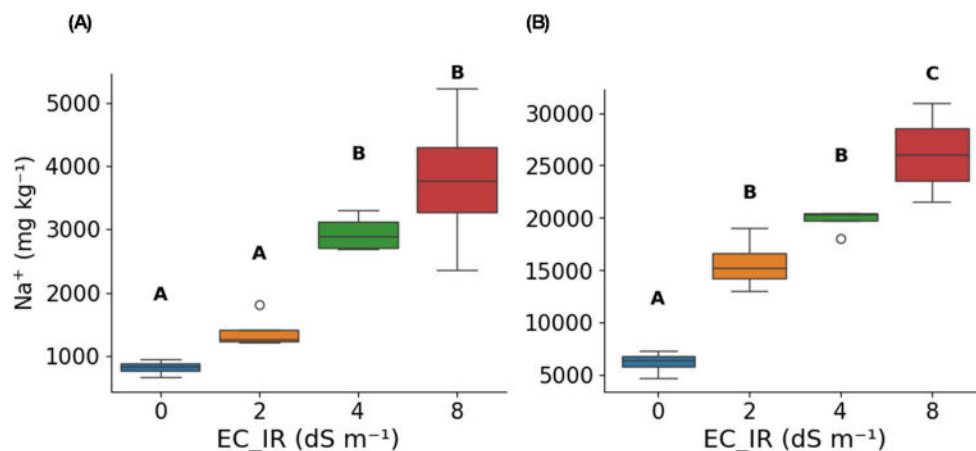 (A)
(B)
Na⁺ (mg kg⁻¹)
5000
4000
3000
2000
1000
A
A
B
B
0 2 4 8
EC_IR (dS m⁻¹)
30000
25000
20000
15000
10000
5000
A
B
B
C
0 2 4 8
EC_IR (dS m⁻¹)